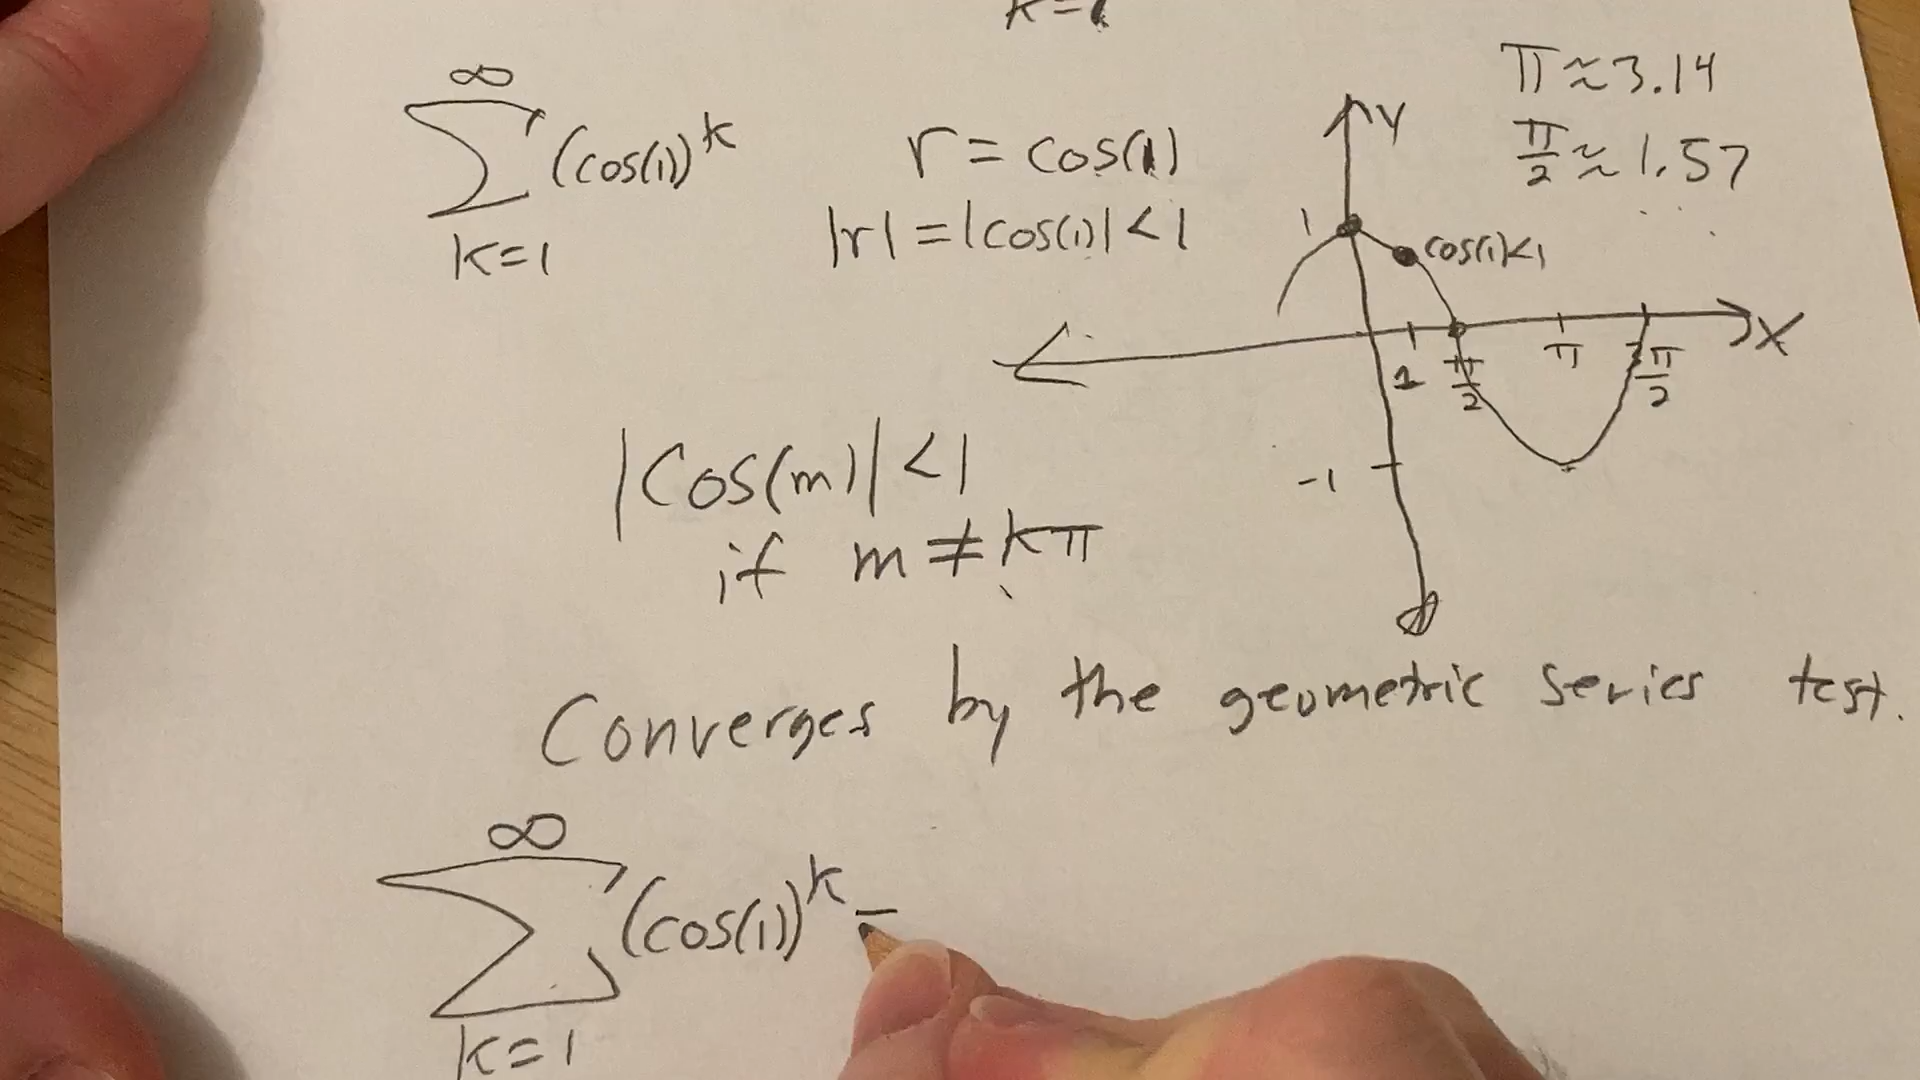 k=1
∞
∑ (cos(1))^k
k=1
r = cos(1)
|r| = |cos(1)| < 1
π ≈ 3.14
π/2 ≈ 1.57
y
1
cos(1)<1
x
1
π/2
π
3π/2
-1
|cos(m)| < 1
if m ≠ kπ
Converges by the geometric series test.
∞
∑ (cos(1))^k =
k=1